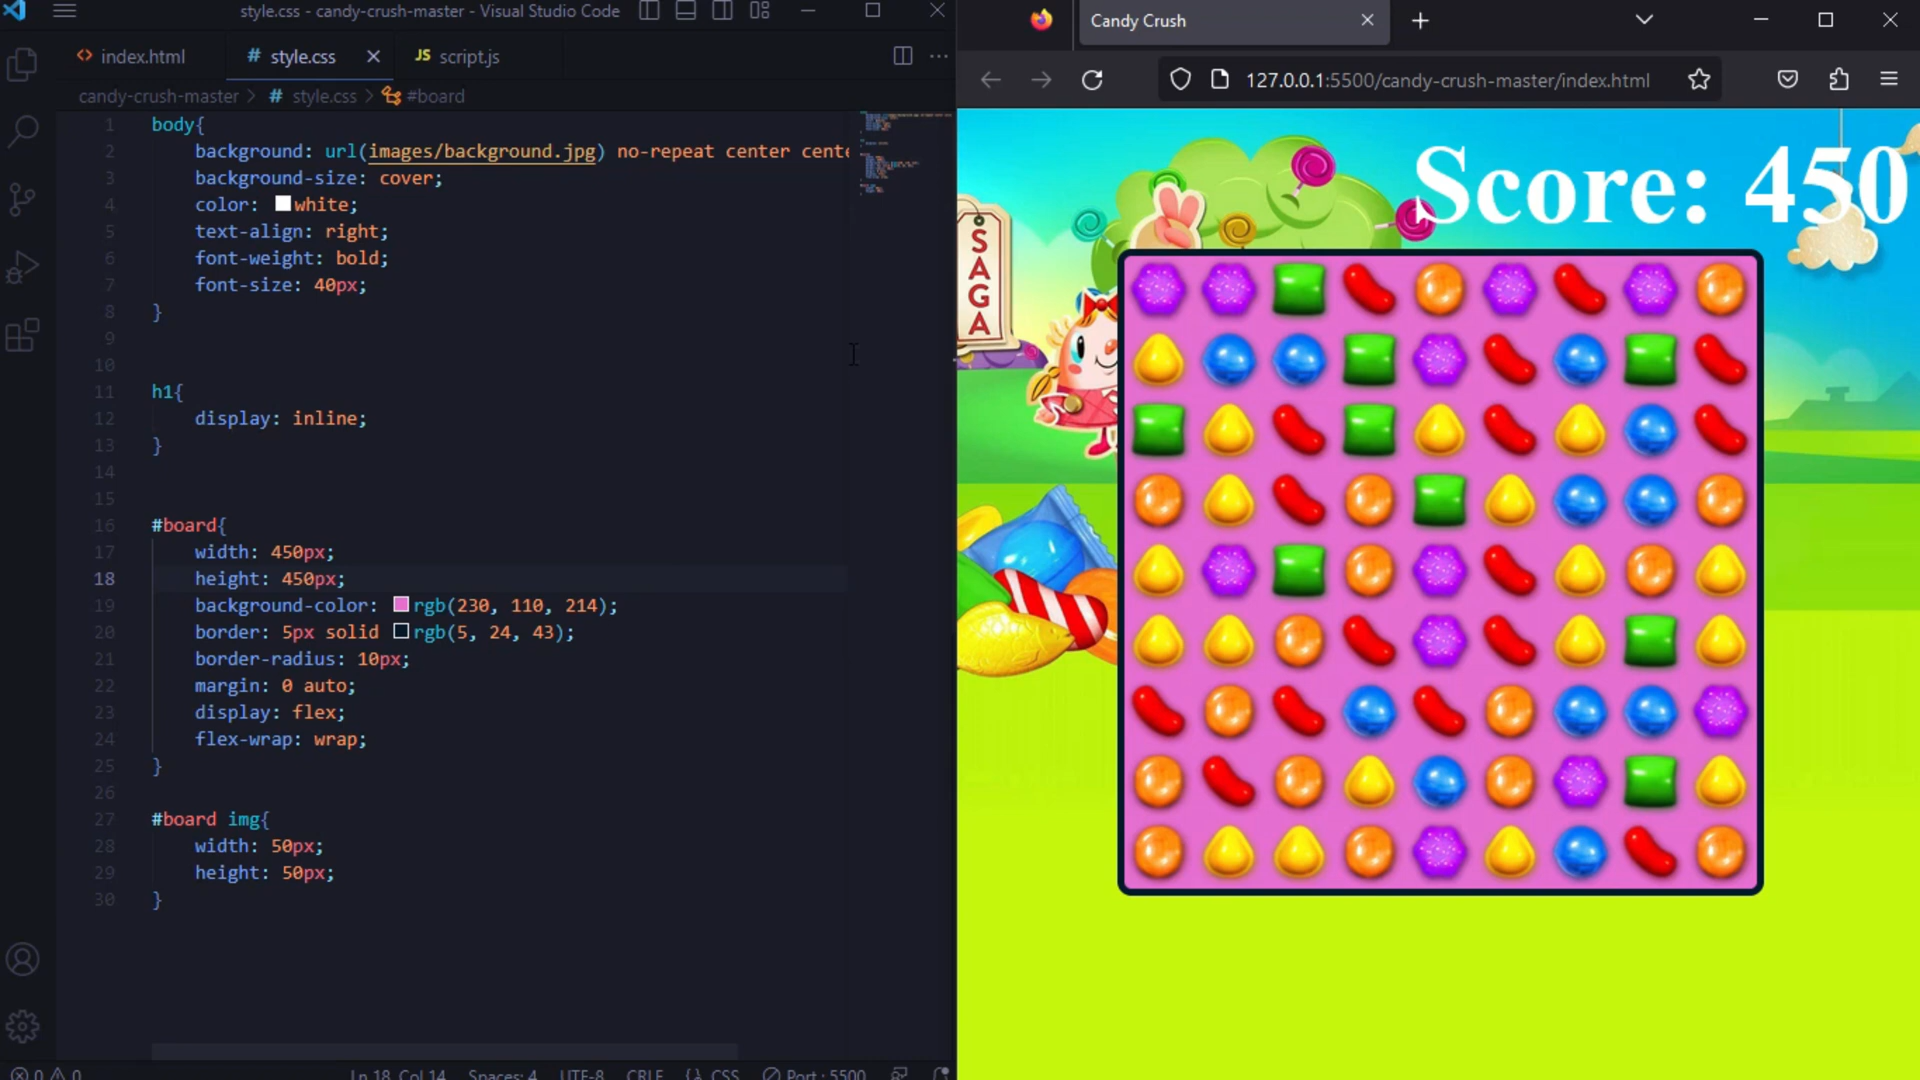 style.css - candy-crush-master - Visual Studio Code
index.html
# style.css
JS script.js
candy-crush-master > # style.css > #board
1 body{
2 background: url(images/background.jpg) no-repeat center
3 background-size: cover;
4 color: white;
5 text-align: right;
6 font-weight: bold;
7 font-size: 40px;
8 }
9
10
11 h1{
12 display: inline;
13 }
14
15
16 #board{
17 width: 450px;
18 height: 450px;
19 background-color: rgb(230, 110, 214);
20 border: 5px solid rgb(5, 24, 43);
21 border-radius: 10px;
22 margin: 0 auto;
23 display: flex;
24 flex-wrap: wrap;
25 }
26
27 #board img{
28 width: 50px;
29 height: 50px;
30 }
0 0 Ln 18, Col 14 Spaces: 4 UTF-8 CRLF {} CSS Port : 5500
Candy Crush
127.0.0.1:5500/candy-crush-master/index.html
Score: 450
SAGA